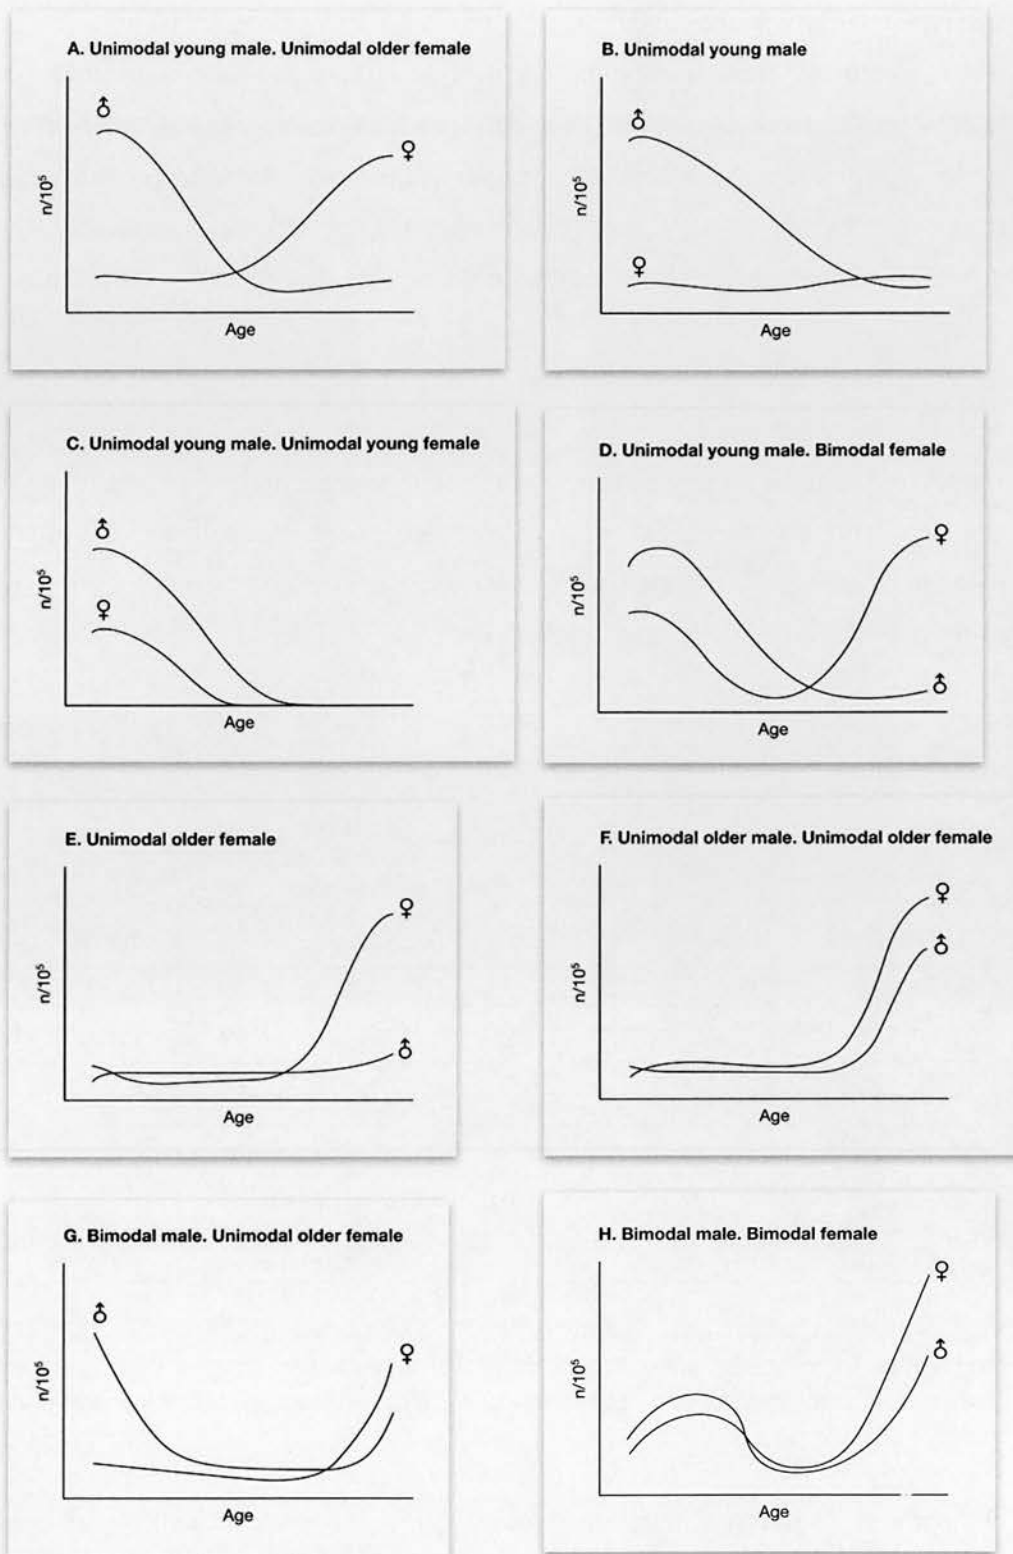 A. Unimodal young male. Unimodal older female
♂
♀
n/10⁵
Age
B. Unimodal young male
♂
♀
n/10⁵
Age
C. Unimodal young male. Unimodal young female
♂
♀
n/10⁵
Age
D. Unimodal young male. Bimodal female
♀
♂
n/10⁵
Age
E. Unimodal older female
♀
♂
n/10⁵
Age
F. Unimodal older male. Unimodal older female
♀
♂
n/10⁵
Age
G. Bimodal male. Unimodal older female
♂
♀
n/10⁵
Age
H. Bimodal male. Bimodal female
♀
♂
n/10⁵
Age